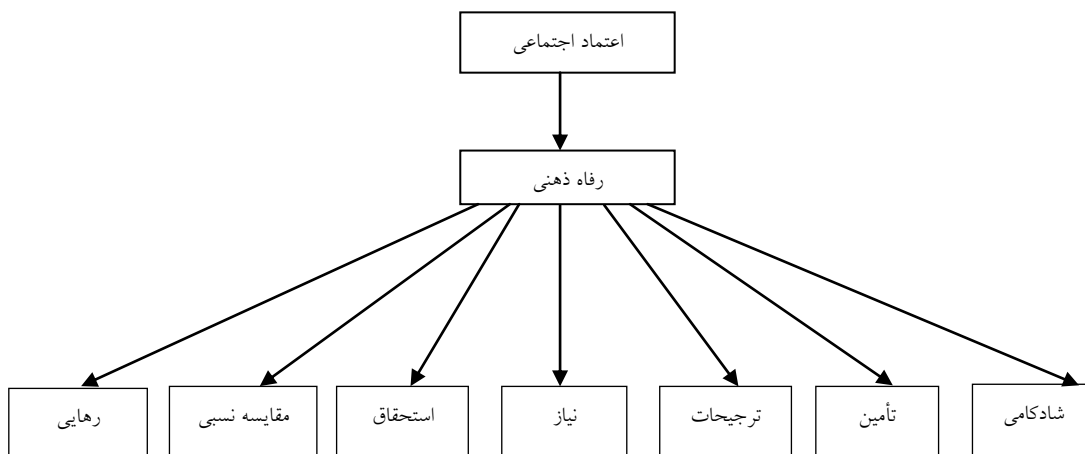 اعتماد اجتماعی
رفاه ذهنی
شادکامی
تأمین
ترجیحات
نیاز
استحقاق
مقایسه نسبی
رهایی